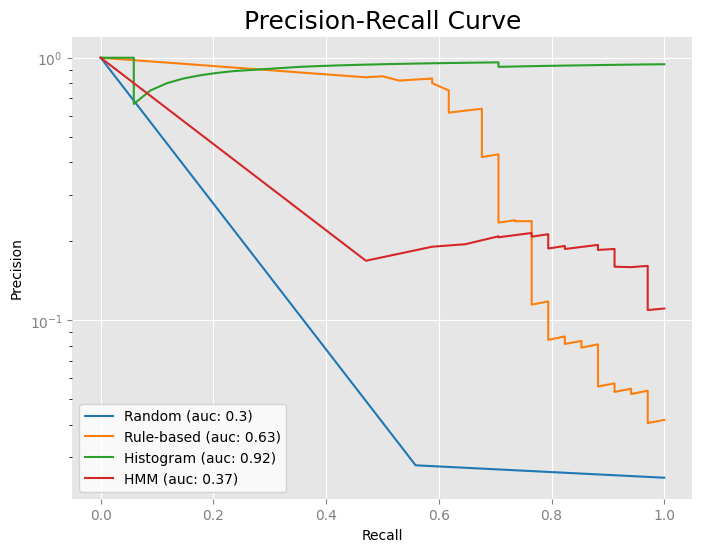 Precision-Recall Curve
Precision
10⁰
10⁻¹
Random (auc: 0.3)
Rule-based (auc: 0.63)
Histogram (auc: 0.92)
HMM (auc: 0.37)
0.0 0.2 0.4 0.6 0.8 1.0
Recall